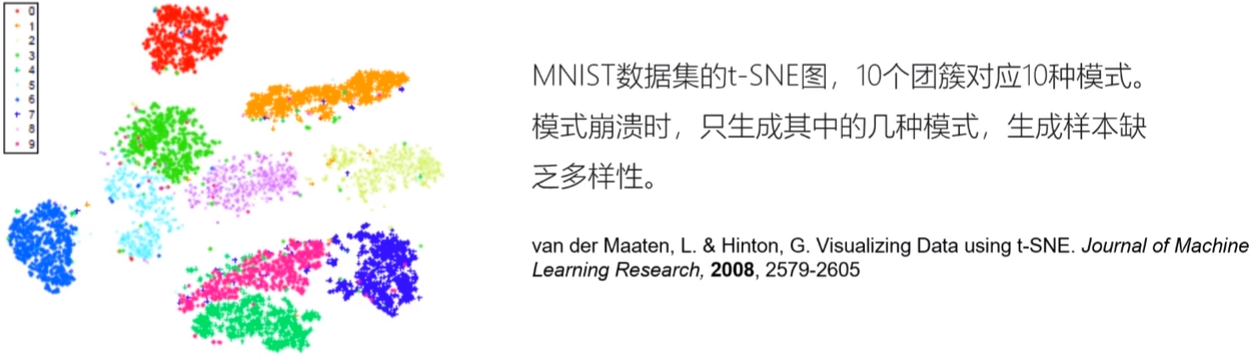 0
1
2
3
4
5
6
7
8
9
MNIST数据集的t-SNE图，10个团簇对应10种模式。
模式崩溃时，只生成其中的几种模式，生成样本缺
乏多样性。
van der Maaten, L. & Hinton, G. Visualizing Data using t-SNE. Journal of Machine
Learning Research, 2008, 2579-2605